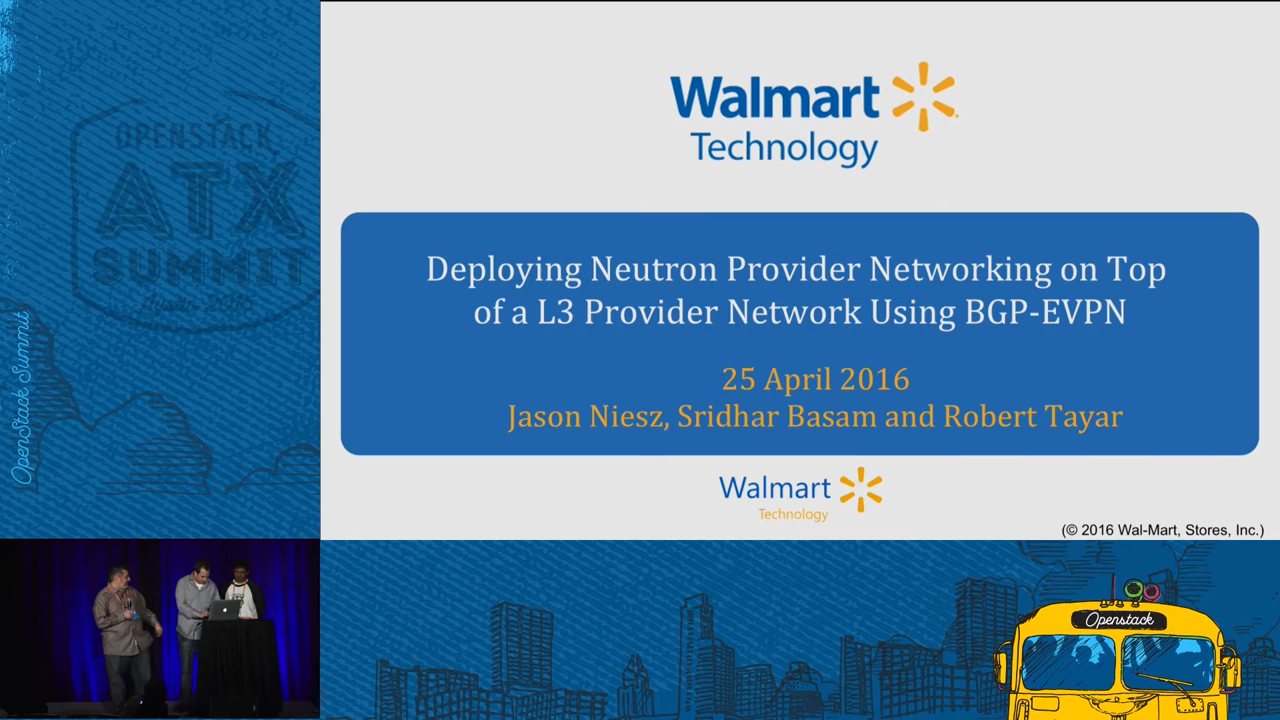 OPENSTACK
ATX
SUMMIT
Austin 2016
OpenStack Summit
Walmart
Technology
Deploying Neutron Provider Networking on Top
of a L3 Provider Network Using BGP-EVPN
25 April 2016
Jason Niesz, Sridhar Basam and Robert Tayar
Walmart
Technology
(© 2016 Wal-Mart, Stores, Inc.)
Openstack